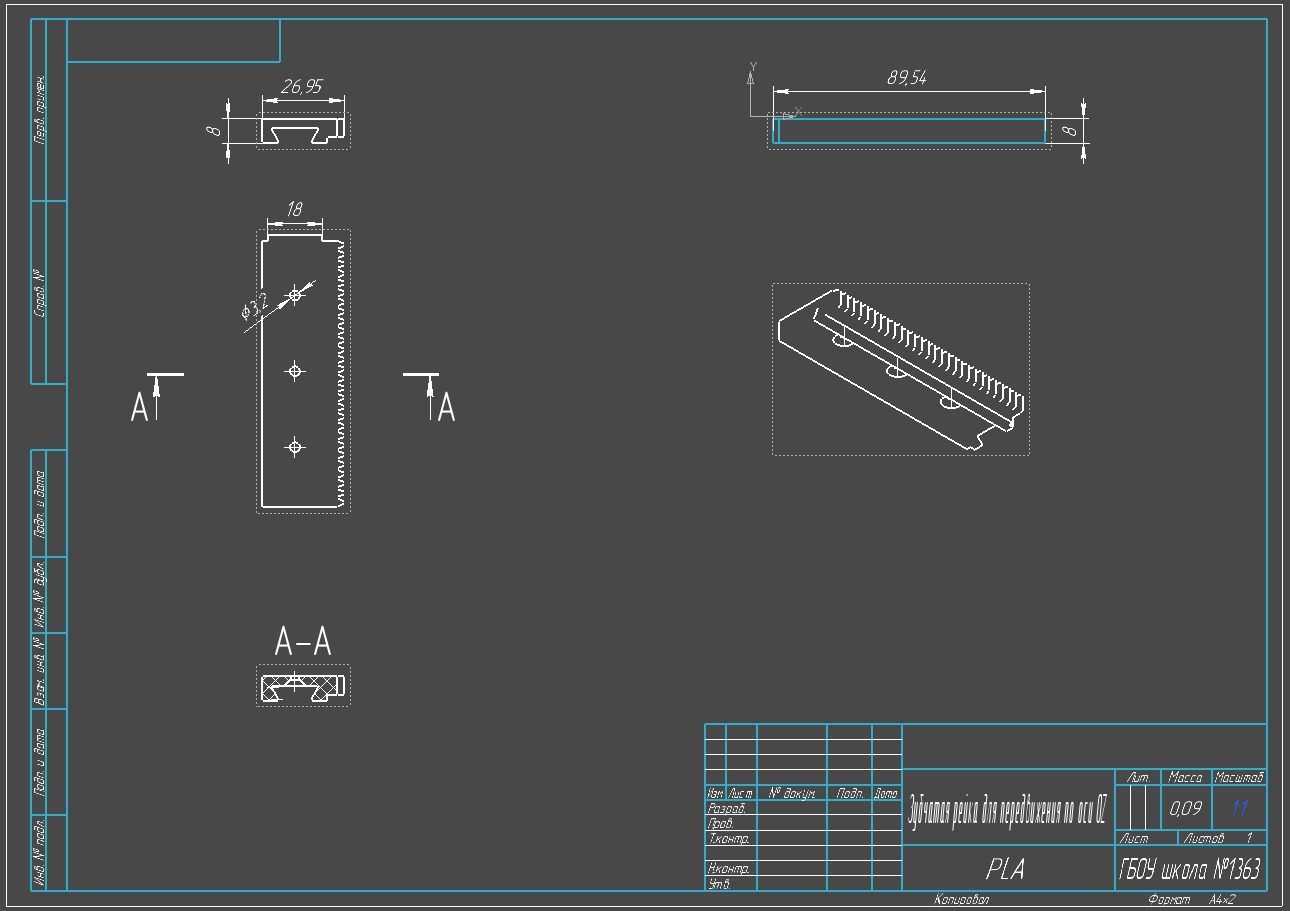 26,95
8
89,54
8
Y
X
18
⌀3,2
А
А
А-А
Перв. примен.
Справ. №
Подп. и дата
Инв. № дубл.
Взам. инв. №
Подп. и дата
Инв. № подл.
Изм Лист № докум. Подп. Дата
Разраб.
Пров.
Т.контр.
Н.контр.
Утв.
Зубчатая рейка для передвижения по оси OZ
Лит. Масса Масштаб
0,09 1:1
Лист Листов 1
PLA
ГБОУ школа №1363
Копировал
Формат А4×2